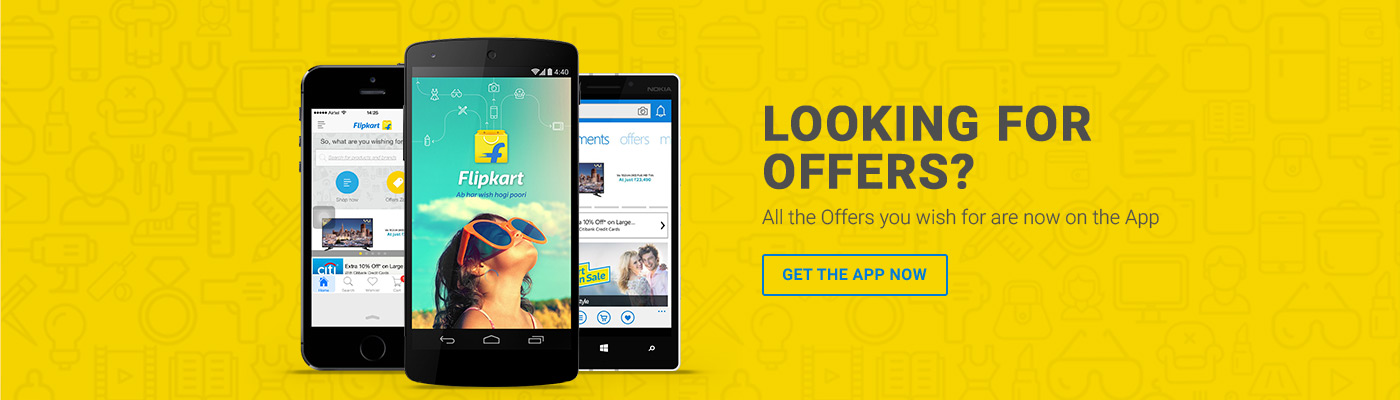 LOOKING FOR
OFFERS?
All the Offers you wish for are now on the App
GET THE APP NOW
Airtel
14:25
Flipkart
So, what are you wishing for
Search for products and brands
Shop now
Offers
citi
Extra 10% Off* on Large
With Citibank Credit Cards
Home
Search
Wishlist
Cart
4:40
Flipkart
Ab har wish hogi poori
NOKIA
ments offers m
At just ₹23,490
10% Off* on Large...
Citibank Credit Cards
rt
n Sale
style